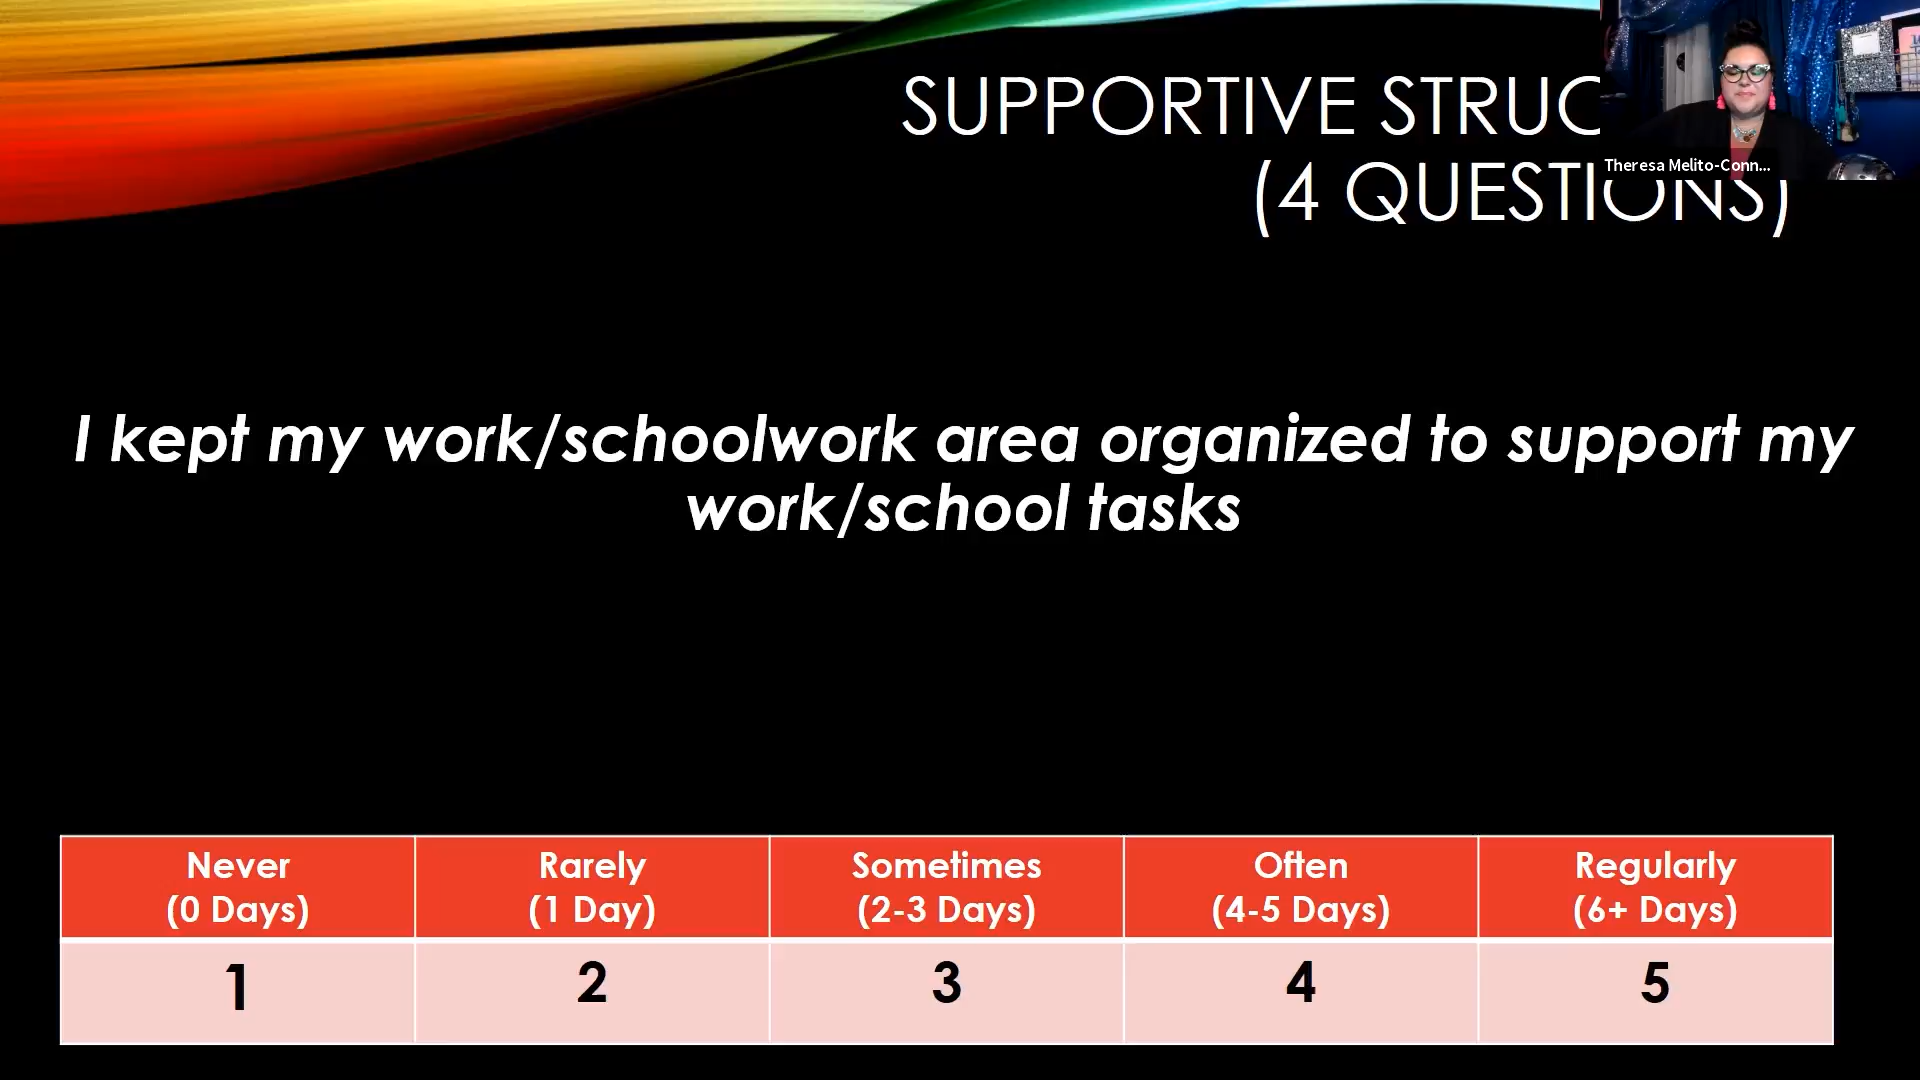 SUPPORTIVE STRUC
(4 QUESTIONS)
Theresa Melito-Conn...
I kept my work/schoolwork area organized to support my
work/school tasks
Never Rarely Sometimes Often Regularly
(0 Days) (1 Day) (2-3 Days) (4-5 Days) (6+ Days)
1 2 3 4 5